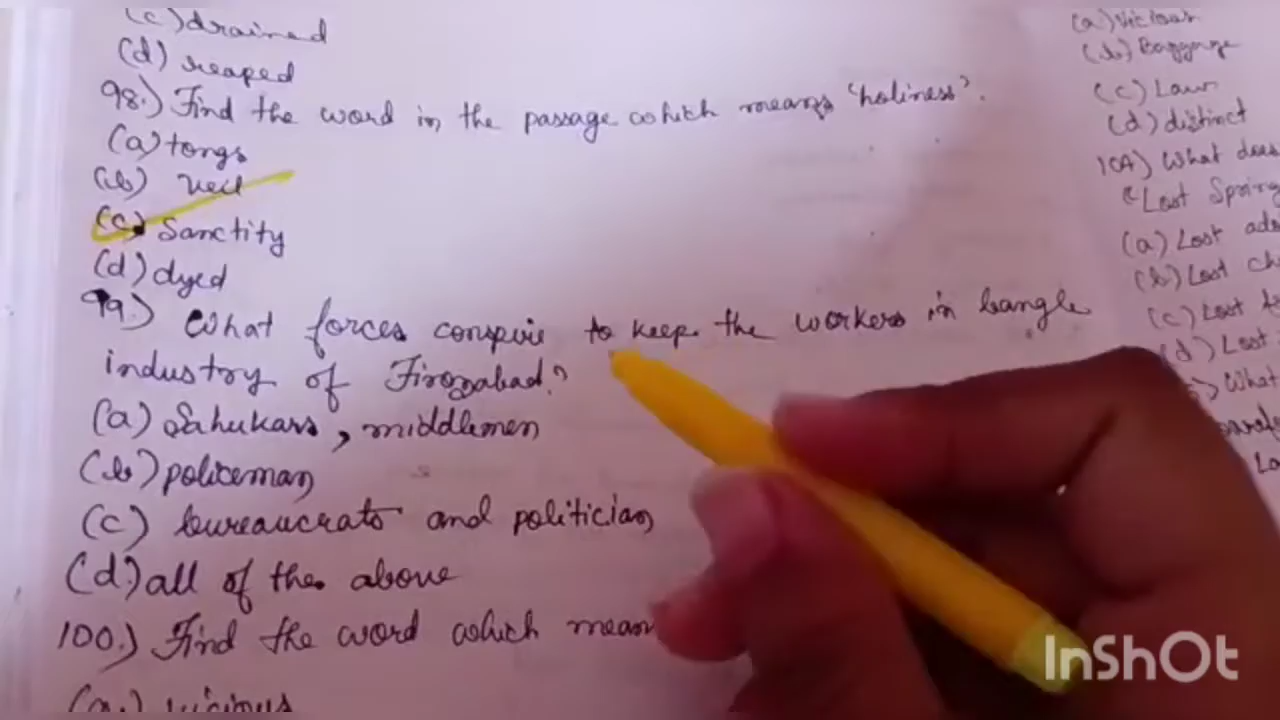 (c) drained
(d) reaped
98.) Find the word in the passage which means 'holiness'.
(a) tongs
(b) veil
(c) Sanctity
(d) dyed
99.) What forces conspire to keep the workers in bangle
industry of Firozabad?
(a) Sahukars, middlemen
(b) policeman
(c) bureaucrats and politician
(d.) all of the above
100.) Find the word which mean
(a.) vicious
(a) Vicious
(b) Baggage
(c) Law
(d) distinct
104) What does
"Lost Spring
(a) Lost
(b) Lost
(c) Lost
(d) Lost
What
InShOt